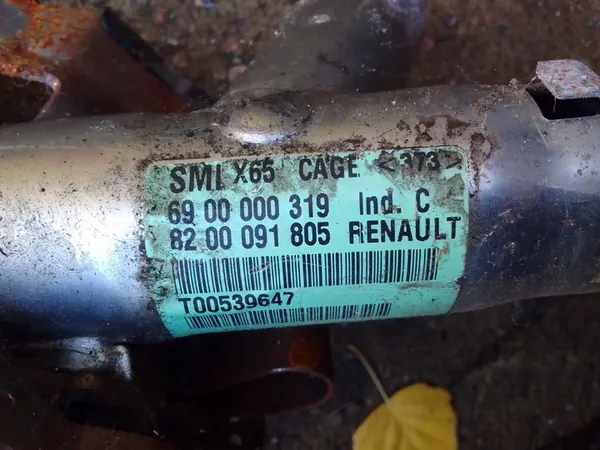 SMI X65 CAGE <373>
69 00 000 319 Ind. C
82 00 091 805 RENAULT
T00539647